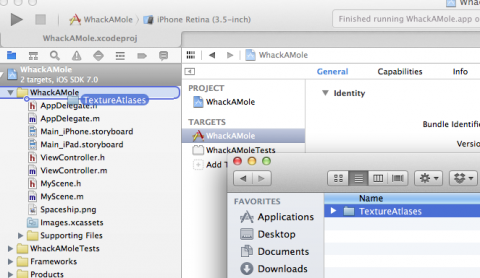 WhackAMole
iPhone Retina (3.5-inch)
Finished running WhackAMole.app o
WhackAMole.xcodeproj
WhackAMole
2 targets, iOS SDK 7.0
WhackAMole
TextureAtlases
AppDelegate.h
AppDelegate.m
Main_iPhone.storyboard
Main_iPad.storyboard
ViewController.h
ViewController.m
MyScene.h
MyScene.m
Spaceship.png
Images.xcassets
Supporting Files
WhackAMoleTests
Frameworks
Products
WhackAMole
General Capabilities Info
PROJECT
WhackAMole
TARGETS
WhackAMole
WhackAMoleTests
Add T
Identity
Bundle Identifie
Versio
FAVORITES
Applications
Desktop
Documents
Downloads
Name
TextureAtlases